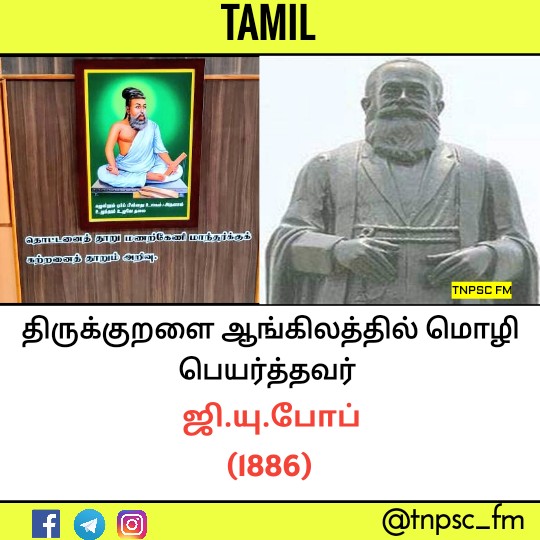 TAMIL
தொட்டனைத் தூறு மணற்கேணி மாந்தர்க்குக்
கற்றனைத் தூறும் அறிவு.
TNPSC FM
திருக்குறளை ஆங்கிலத்தில் மொழி
பெயர்த்தவர்
ஜி.யு.போப்
(1886)
@tnpsc_fm